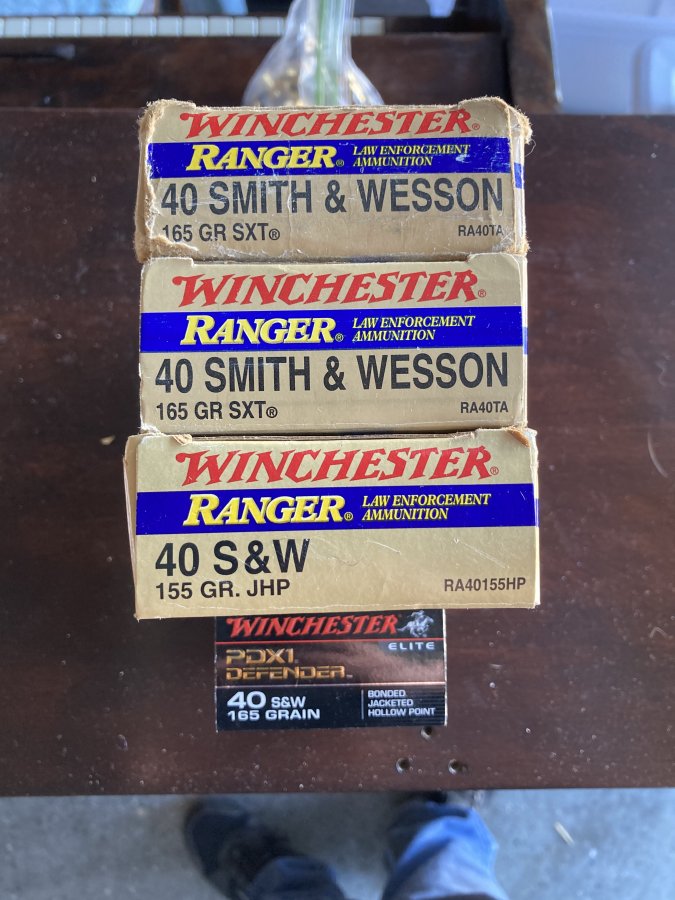 WINCHESTER®
RANGER® LAW ENFORCEMENT
AMMUNITION
40 SMITH & WESSON
165 GR SXT® RA40TA
WINCHESTER®
RANGER® LAW ENFORCEMENT
AMMUNITION
40 SMITH & WESSON
165 GR SXT® RA40TA
WINCHESTER®
RANGER® LAW ENFORCEMENT
AMMUNITION
40 S&W
155 GR. JHP RA40155HP
WINCHESTER
ELITE
PDX1
DEFENDER™
40 S&W
165 GRAIN
BONDED
JACKETED
HOLLOW POINT